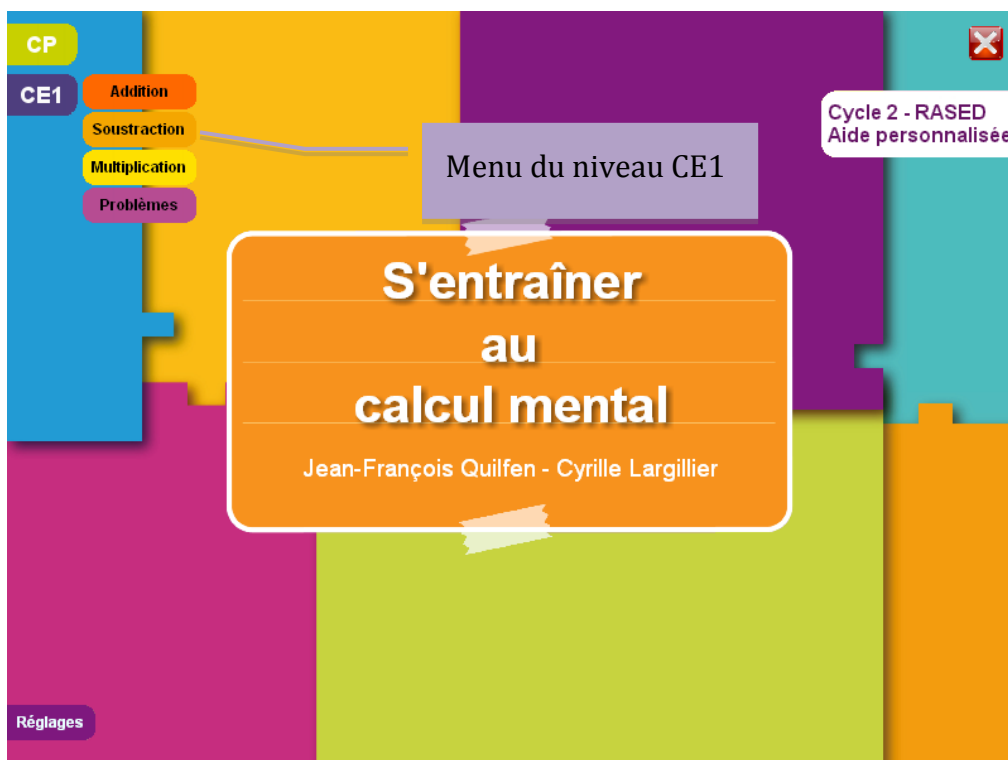 CP
CE1
Addition
Soustraction
Multiplication
Problèmes
Cycle 2 - RASED
Aide personnalisée
Menu du niveau CE1
S'entraîner
au
calcul mental
Jean-François Quilfen - Cyrille Largillier
Réglages